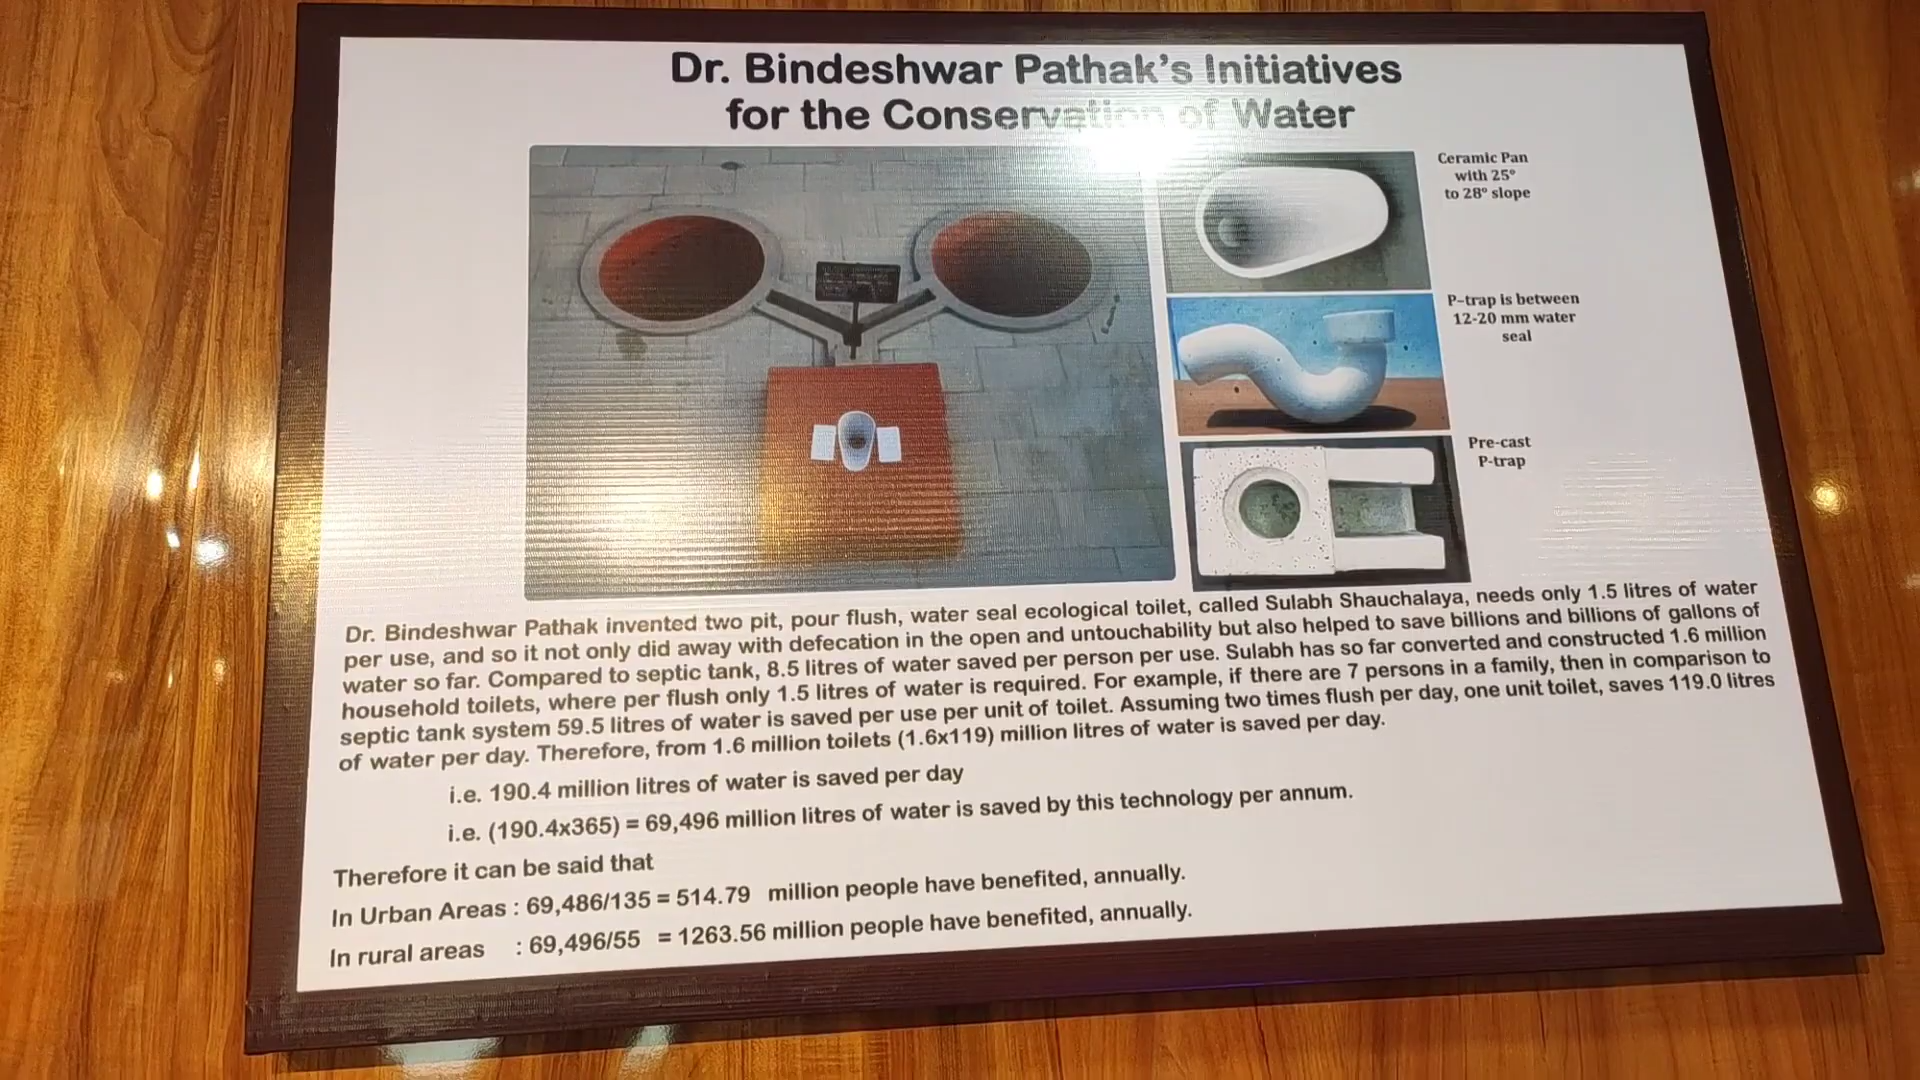 Dr. Bindeshwar Pathak's Initiatives
for the Conservation of Water
Ceramic Pan
with 25°
to 28° slope
P-trap is between
12-20 mm water
seal
Pre-cast
P-trap
Dr. Bindeshwar Pathak invented two pit, pour flush, water seal ecological toilet, called Sulabh Shauchalaya, needs only 1.5 litres of water
per use, and so it not only did away with defecation in the open and untouchability but also helped to save billions and billions of gallons of
water so far. Compared to septic tank, 8.5 litres of water saved per person per use. Sulabh has so far converted and constructed 1.6 million
household toilets, where per flush only 1.5 litres of water is required. For example, if there are 7 persons in a family, then in comparison to
septic tank system 59.5 litres of water is saved per use per unit of toilet. Assuming two times flush per day, one unit toilet, saves 119.0 litres
of water per day. Therefore, from 1.6 million toilets (1.6x119) million litres of water is saved per day.
i.e. 190.4 million litres of water is saved per day
i.e. (190.4x365) = 69,496 million litres of water is saved by this technology per annum.
Therefore it can be said that
In Urban Areas : 69,486/135 = 514.79 million people have benefited, annually.
In rural areas : 69,496/55 = 1263.56 million people have benefited, annually.